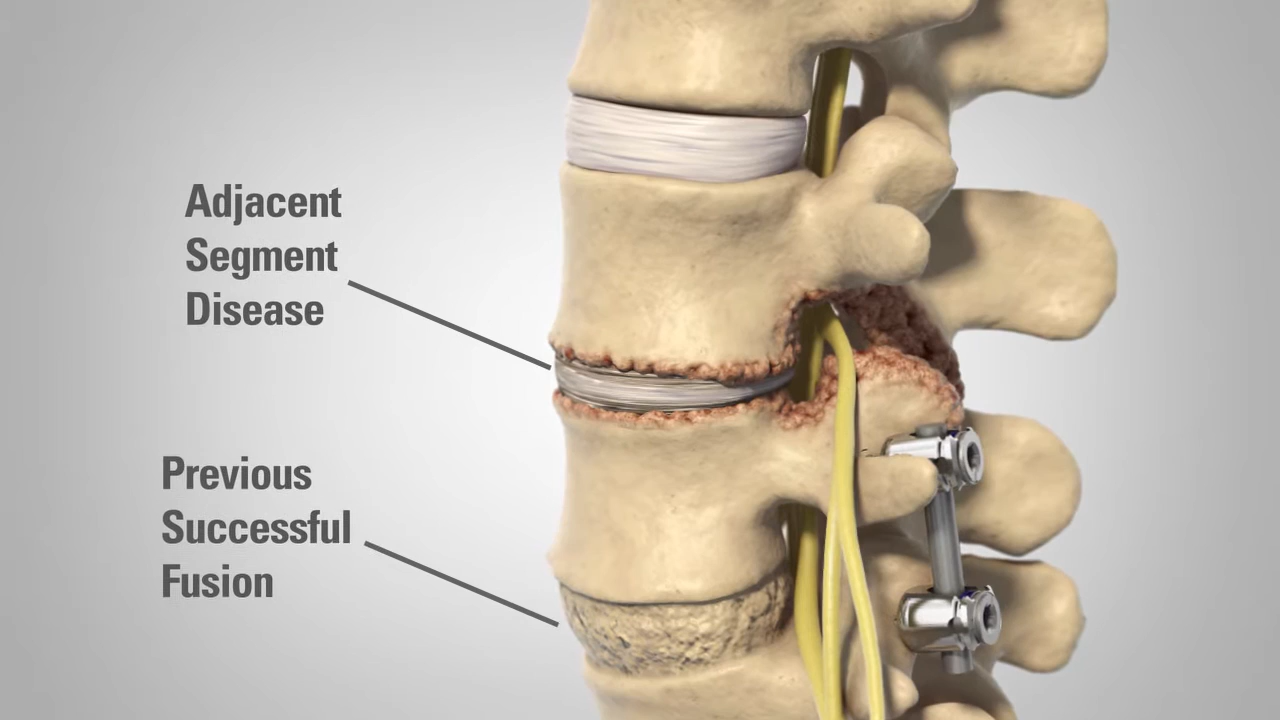 Adjacent
Segment
Disease
Previous
Successful
Fusion